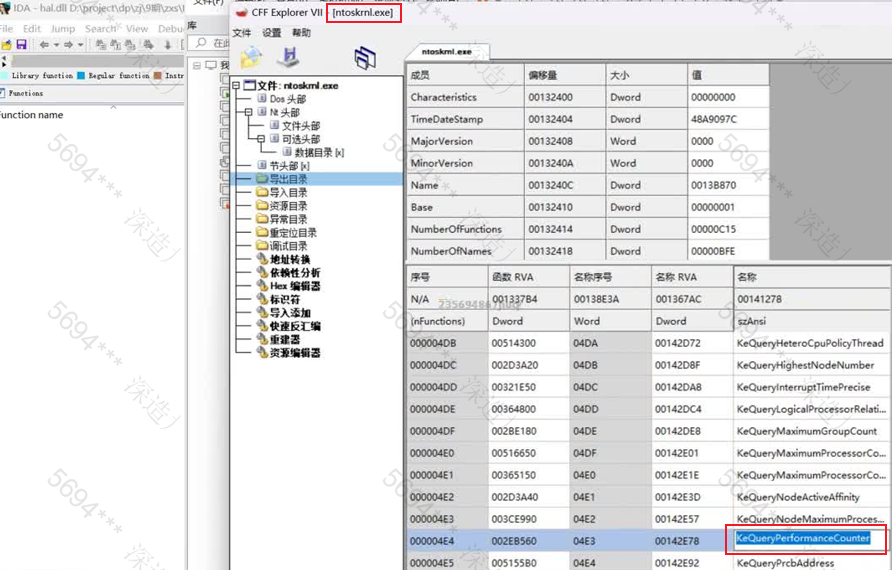 IDA - hal.dll D:\project\dp\zj\9期\zxs\
File Edit Jump Search View Debu
Library function Regular function Instr
Functions
Function name
CFF Explorer VII - [ntoskrnl.exe]
文件 设置 帮助
文件: ntoskrnl.exe
Dos 头部
Nt 头部
文件头部
可选头部
数据目录 [x]
节头部 [x]
导出目录
导入目录
资源目录
异常目录
重定位目录
调试目录
地址转换
依赖性分析
Hex 编辑器
标识符
导入添加
快速反汇编
重建器
资源编辑器
ntoskrnl.exe
成员 偏移量 大小 值
Characteristics 00132400 Dword 00000000
TimeDateStamp 00132404 Dword 48A9097C
MajorVersion 00132408 Word 0000
MinorVersion 0013240A Word 0000
Name 0013240C Dword 0013B870
Base 00132410 Dword 00000001
NumberOfFunctions 00132414 Dword 00000C15
NumberOfNames 00132418 Dword 00000BFE
序号 函数 RVA 名称序号 名称 RVA 名称
N/A 001337B4 00138E3A 001367AC 00141278
(nFunctions) Dword Word Dword szAnsi
000004DB 00514300 04DA 00142D72 KeQueryHeteroCpuPolicyThread
000004DC 002D3A20 04DB 00142D8F KeQueryHighestNodeNumber
000004DD 00321E50 04DC 00142DA8 KeQueryInterruptTimePrecise
000004DE 00364800 04DD 00142DC4 KeQueryLogicalProcessorRelati...
000004DF 002BE180 04DE 00142DE8 KeQueryMaximumGroupCount
000004E0 00516650 04DF 00142E01 KeQueryMaximumProcessorCo...
000004E1 00365150 04E0 00142E1E KeQueryMaximumProcessorCo...
000004E2 002D3A40 04E1 00142E3D KeQueryNodeActiveAffinity
000004E3 003CE990 04E2 00142E57 KeQueryNodeMaximumProces...
000004E4 002EB560 04E3 00142E78 KeQueryPerformanceCounter
000004E5 005155B0 04E4 00142E92 KeQueryPrcbAddress
5694***